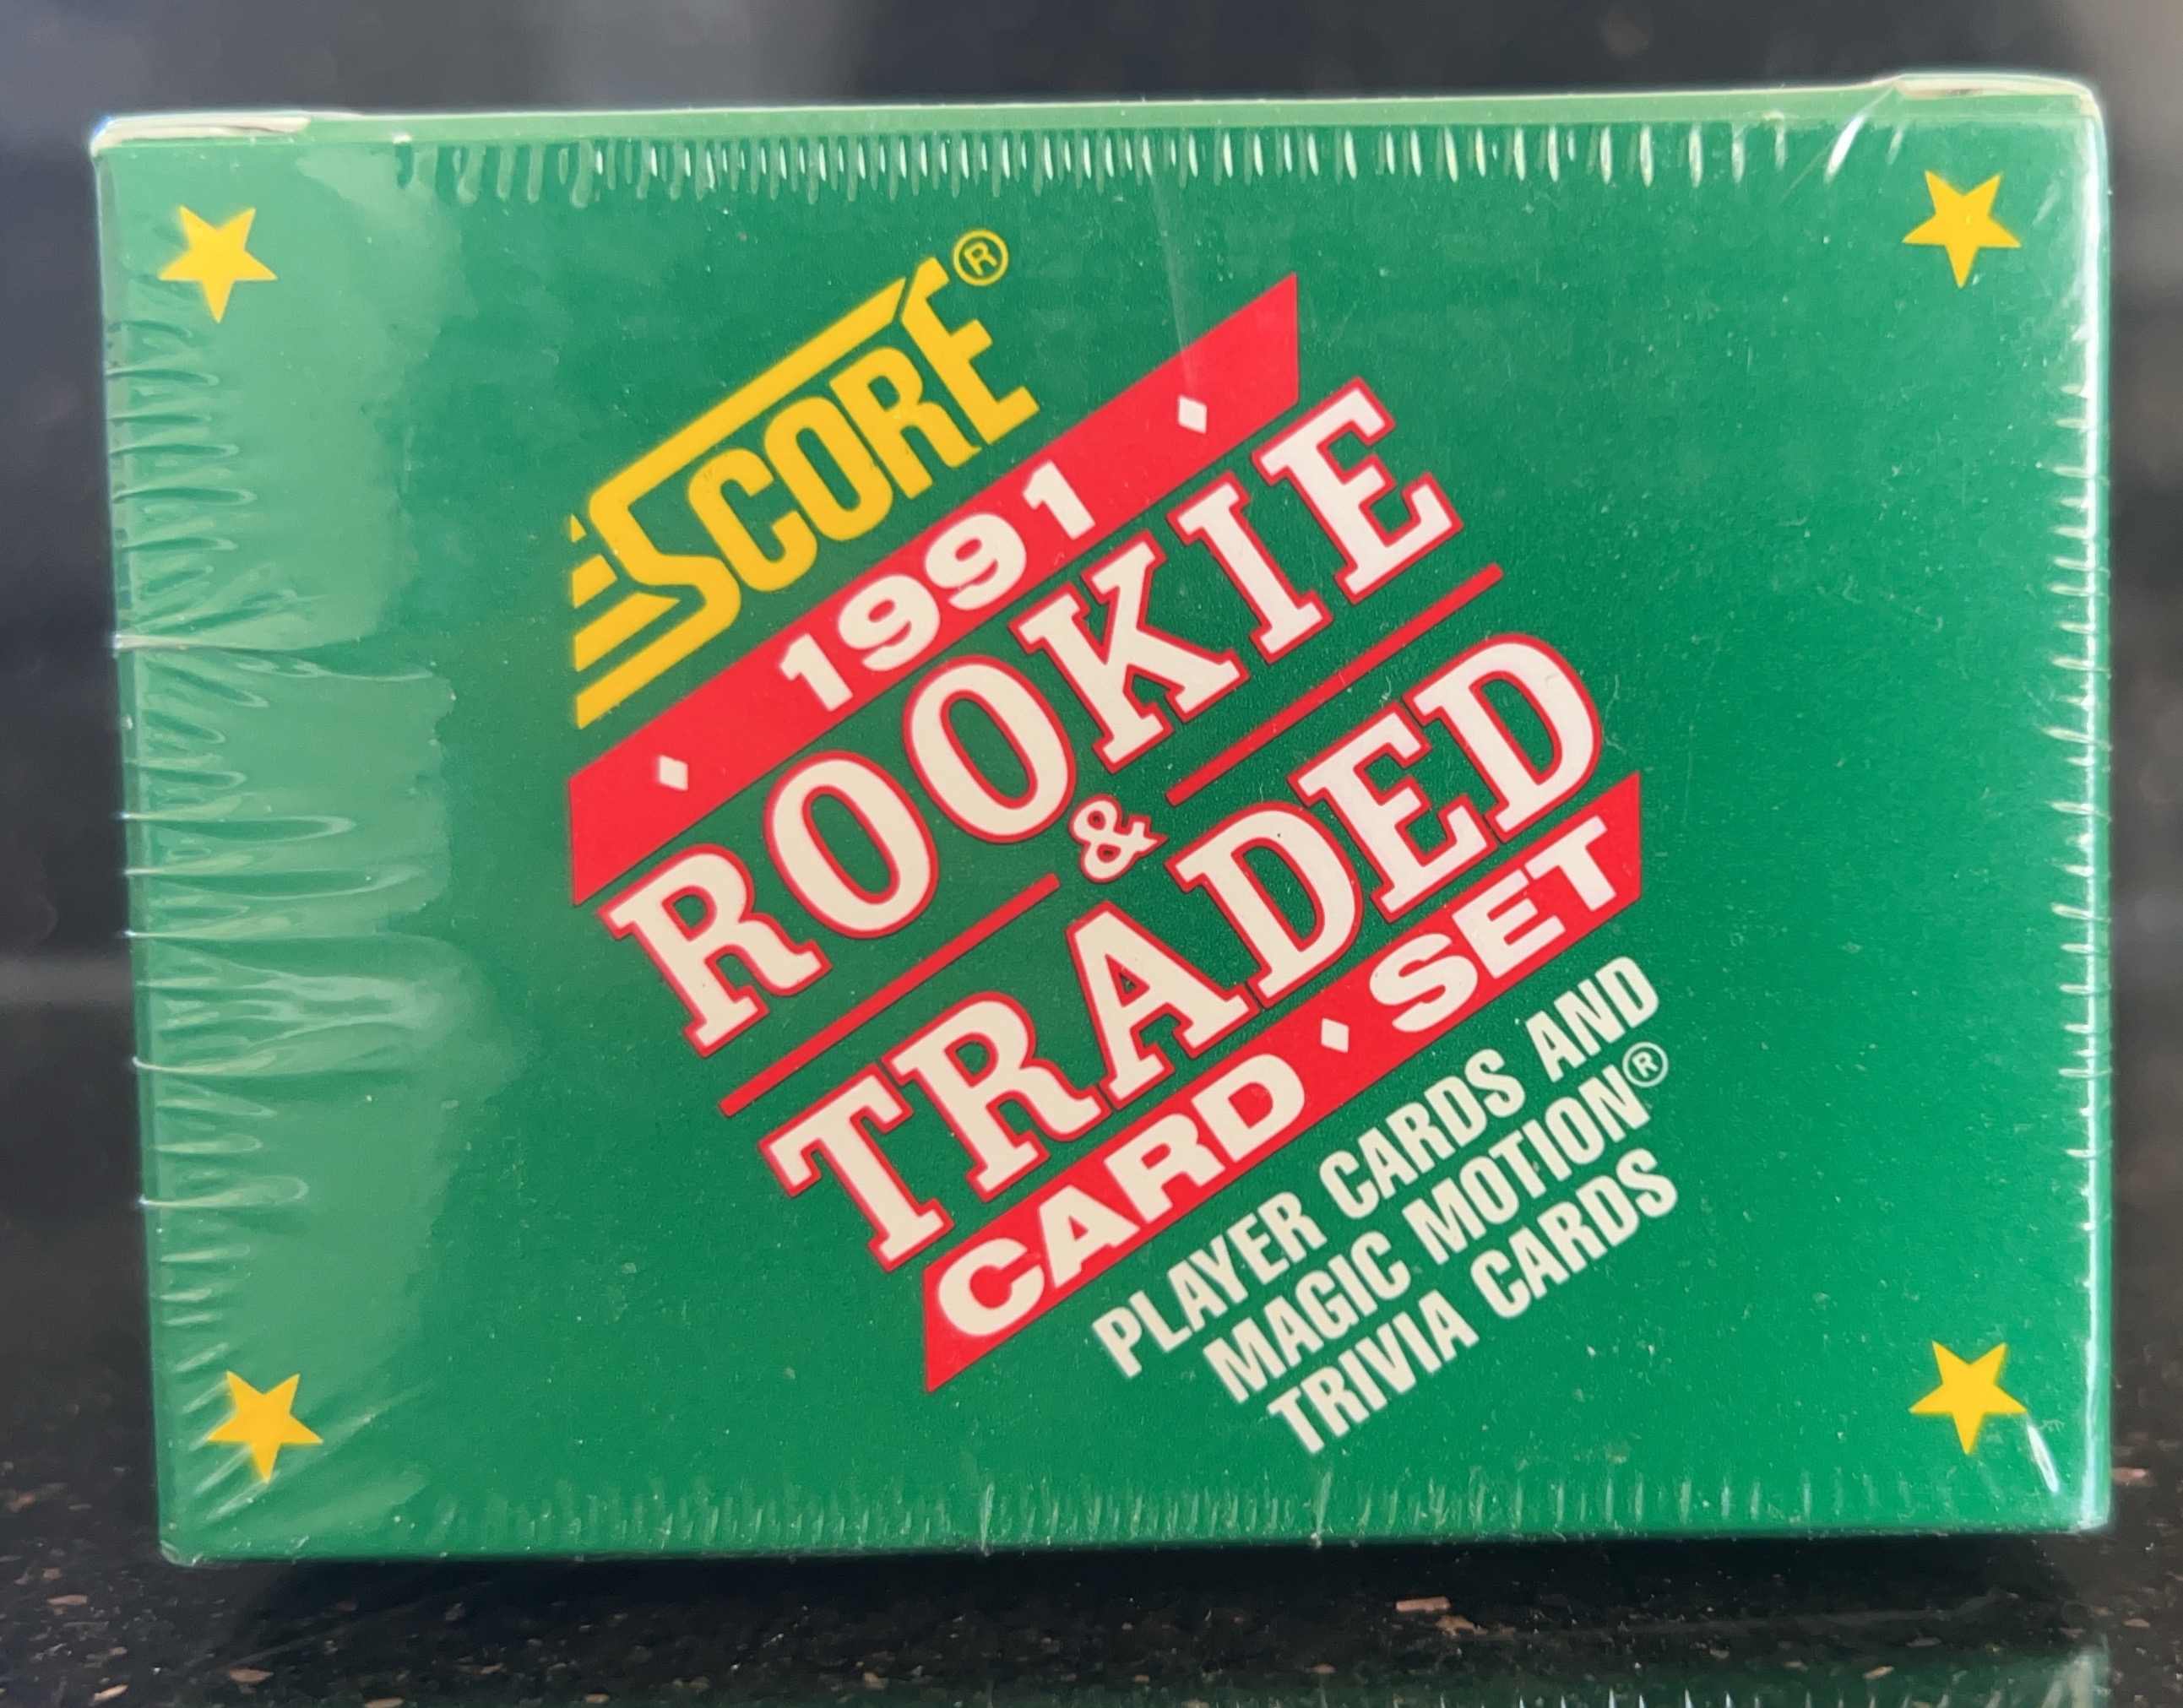 SCORE®
1991
ROOKIE
&
TRADED
CARD • SET
PLAYER CARDS AND
MAGIC MOTION®
TRIVIA CARDS